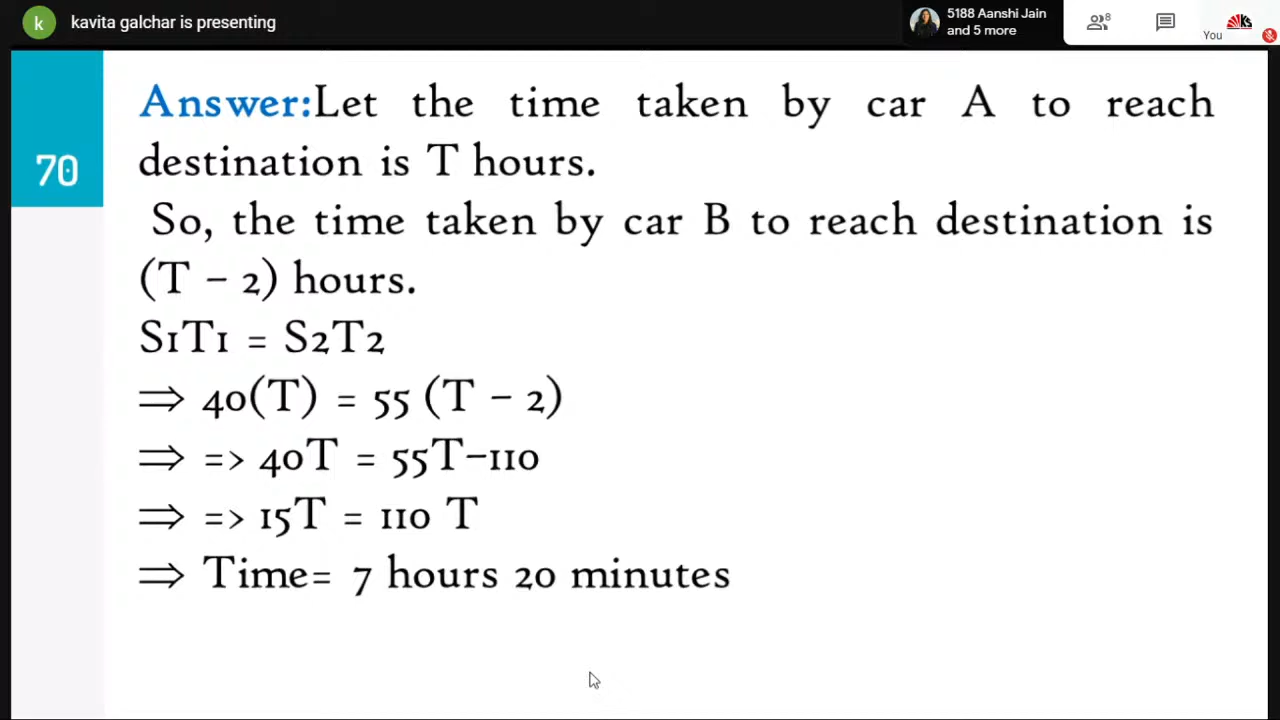 k kavita galchar is presenting
5188 Aanshi Jain
and 5 more
8
You
ks
70
Answer:Let the time taken by car A to reach
destination is T hours.
So, the time taken by car B to reach destination is
(T – 2) hours.
S1T1 = S2T2
⇒ 40(T) = 55 (T – 2)
⇒ => 40T = 55T–110
⇒ => 15T = 110 T
⇒ Time= 7 hours 20 minutes